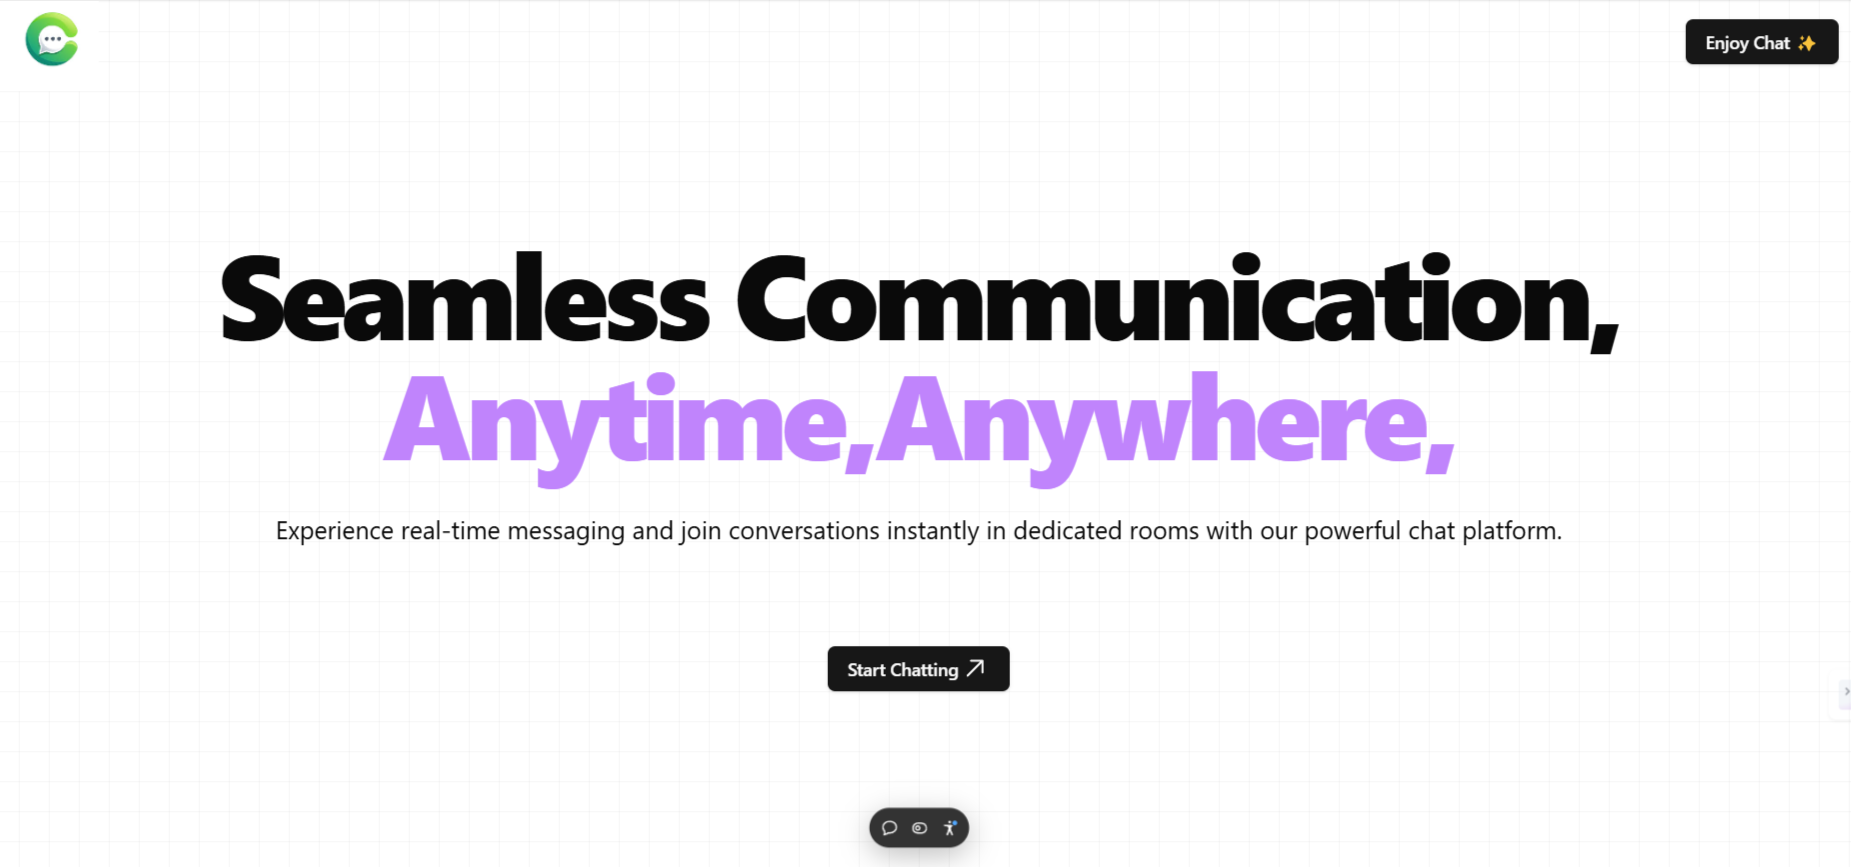 Enjoy Chat ✨
Seamless Communication,
Anytime,Anywhere,
Experience real-time messaging and join conversations instantly in dedicated rooms with our powerful chat platform.
Start Chatting